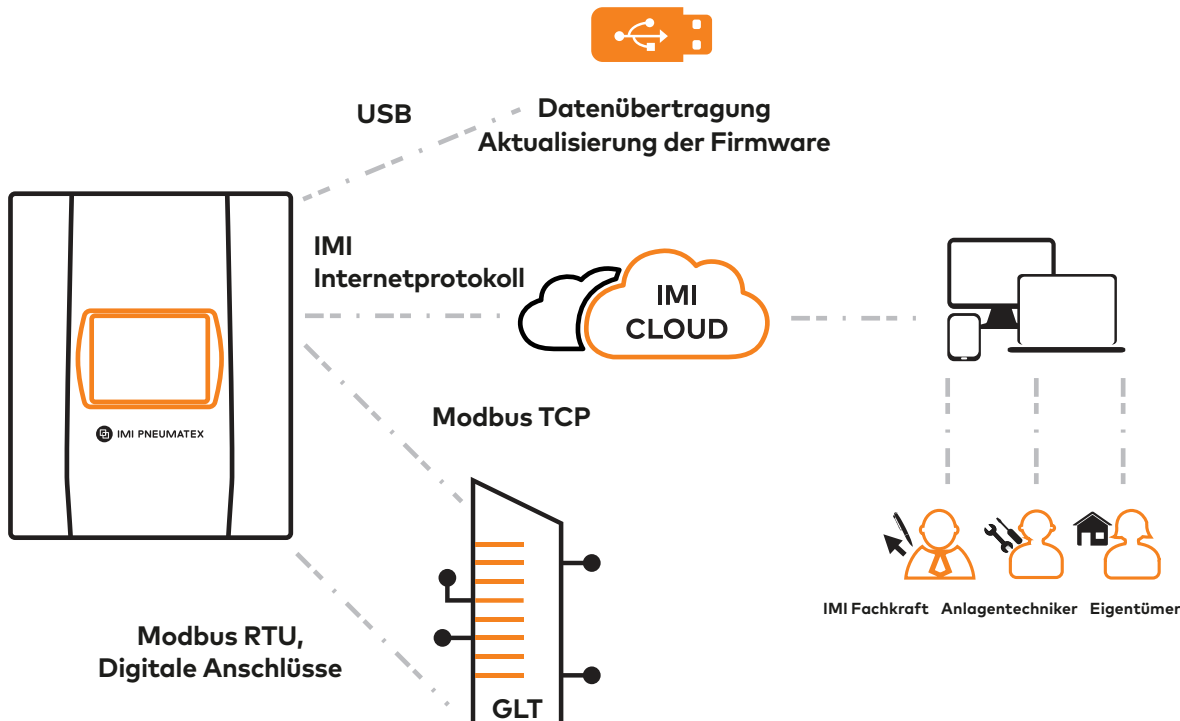 USB
Datenübertragung
Aktualisierung der Firmware
IMI
Internetprotokoll
IMI
CLOUD
IMI PNEUMATEX
Modbus TCP
IMI Fachkraft
Anlagentechniker
Eigentümer
Modbus RTU,
Digitale Anschlüsse
GLT